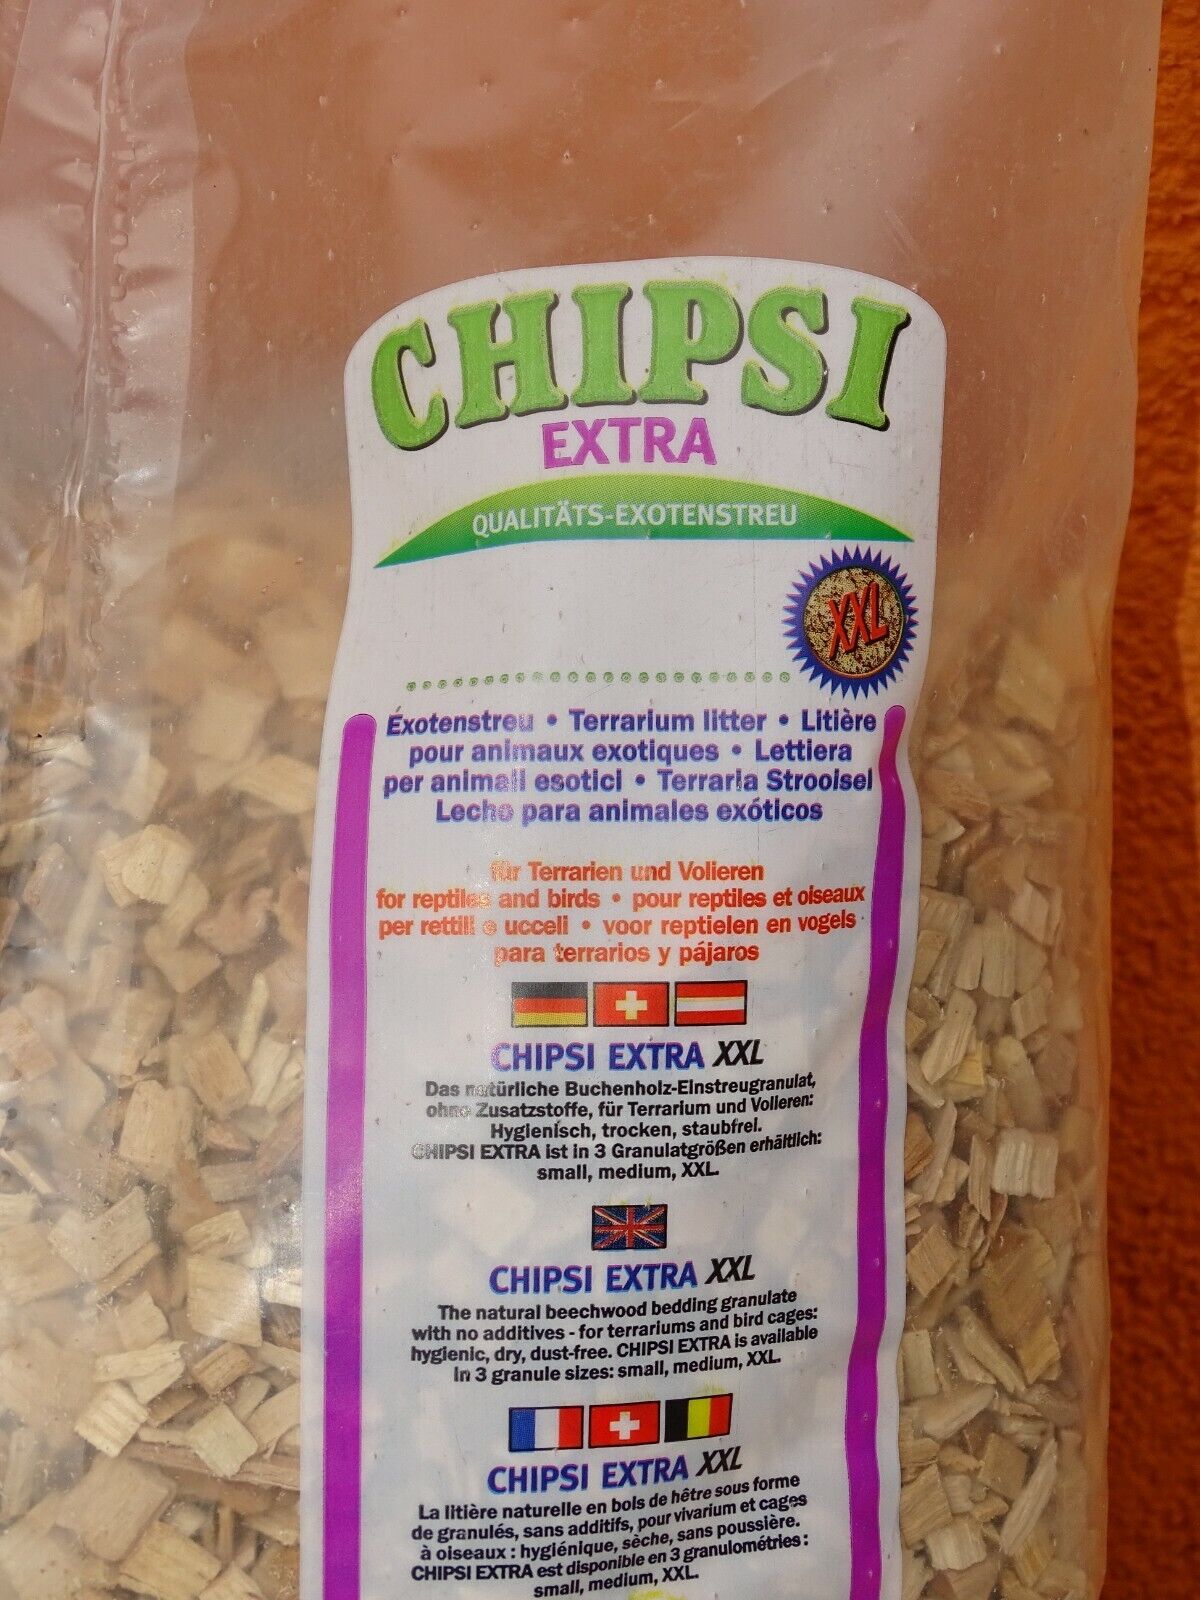 CHIPSI
EXTRA
QUALITÄTS-EXOTENSTREU
XXL
Exotenstreu • Terrarium litter • Litière
pour animaux exotiques • Lettiera
per animali esotici • Terraria Strooisel
Lecho para animales exóticos
für Terrarien und Volieren
for reptiles and birds • pour reptiles et oiseaux
per rettili e ucceli • voor reptielen en vogels
para terrarios y pájaros
CHIPSI EXTRA XXL
Das natürliche Buchenholz-Einstreugranulat,
ohne Zusatzstoffe, für Terrarium und Volieren:
Hygienisch, trocken, staubfrei.
CHIPSI EXTRA ist in 3 Granulatgrößen erhältlich:
small, medium, XXL.
CHIPSI EXTRA XXL
The natural beechwood bedding granulate
with no additives - for terrariums and bird cages:
hygienic, dry, dust-free. CHIPSI EXTRA is available
in 3 granule sizes: small, medium, XXL.
CHIPSI EXTRA XXL
La litière naturelle en bois de hêtre sous forme
de granulés, sans additifs, pour vivarium et cages
à oiseaux : hygiénique, sèche, sans poussière.
CHIPSI EXTRA est disponible en 3 granulométries :
small, medium, XXL.